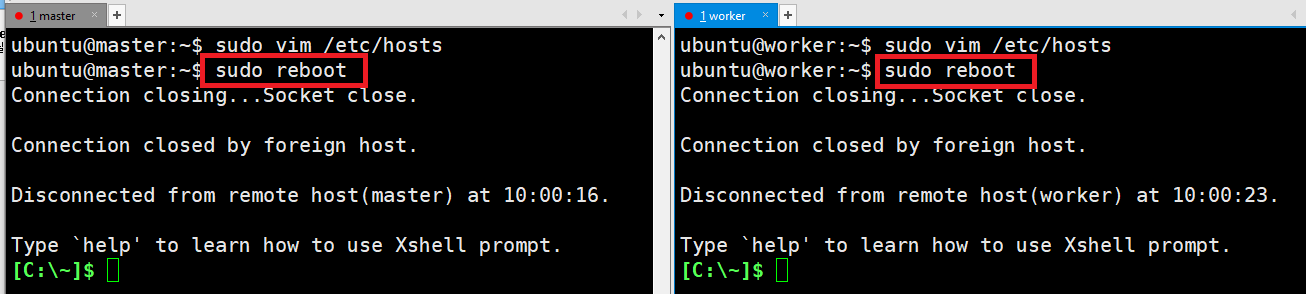 1 master
ubuntu@master:~$ sudo vim /etc/hosts
ubuntu@master:~$ sudo reboot
Connection closing...Socket close.
Connection closed by foreign host.
Disconnected from remote host(master) at 10:00:16.
Type `help' to learn how to use Xshell prompt.
[C:\~]$
1 worker
ubuntu@worker:~$ sudo vim /etc/hosts
ubuntu@worker:~$ sudo reboot
Connection closing...Socket close.
Connection closed by foreign host.
Disconnected from remote host(worker) at 10:00:23.
Type `help' to learn how to use Xshell prompt.
[C:\~]$